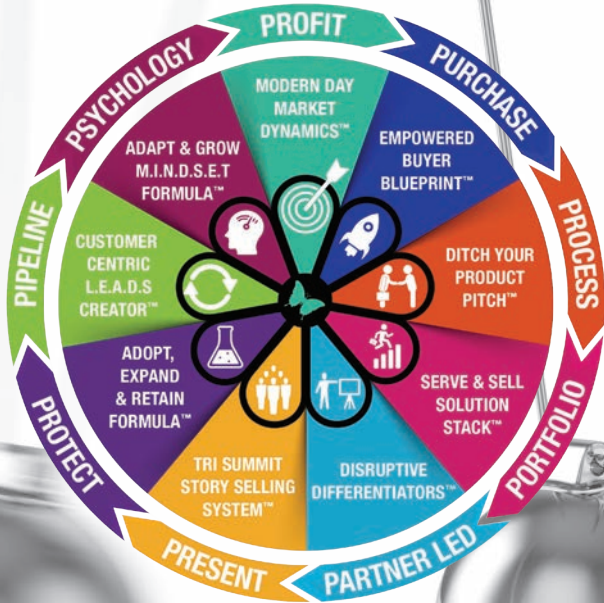 PROFIT
MODERN DAY
MARKET
DYNAMICS™
PURCHASE
EMPOWERED
BUYER
BLUEPRINT™
PROCESS
DITCH YOUR
PRODUCT
PITCH™
PORTFOLIO
SERVE & SELL
SOLUTION
STACK™
PARTNER LED
DISRUPTIVE
DIFFERENTIATORS™
PRESENT
TRI SUMMIT
STORY SELLING
SYSTEM™
PROTECT
ADOPT,
EXPAND
& RETAIN
FORMULA™
PIPELINE
CUSTOMER
CENTRIC
L.E.A.D.S
CREATOR™
PSYCHOLOGY
ADAPT & GROW
M.I.N.D.S.E.T
FORMULA™